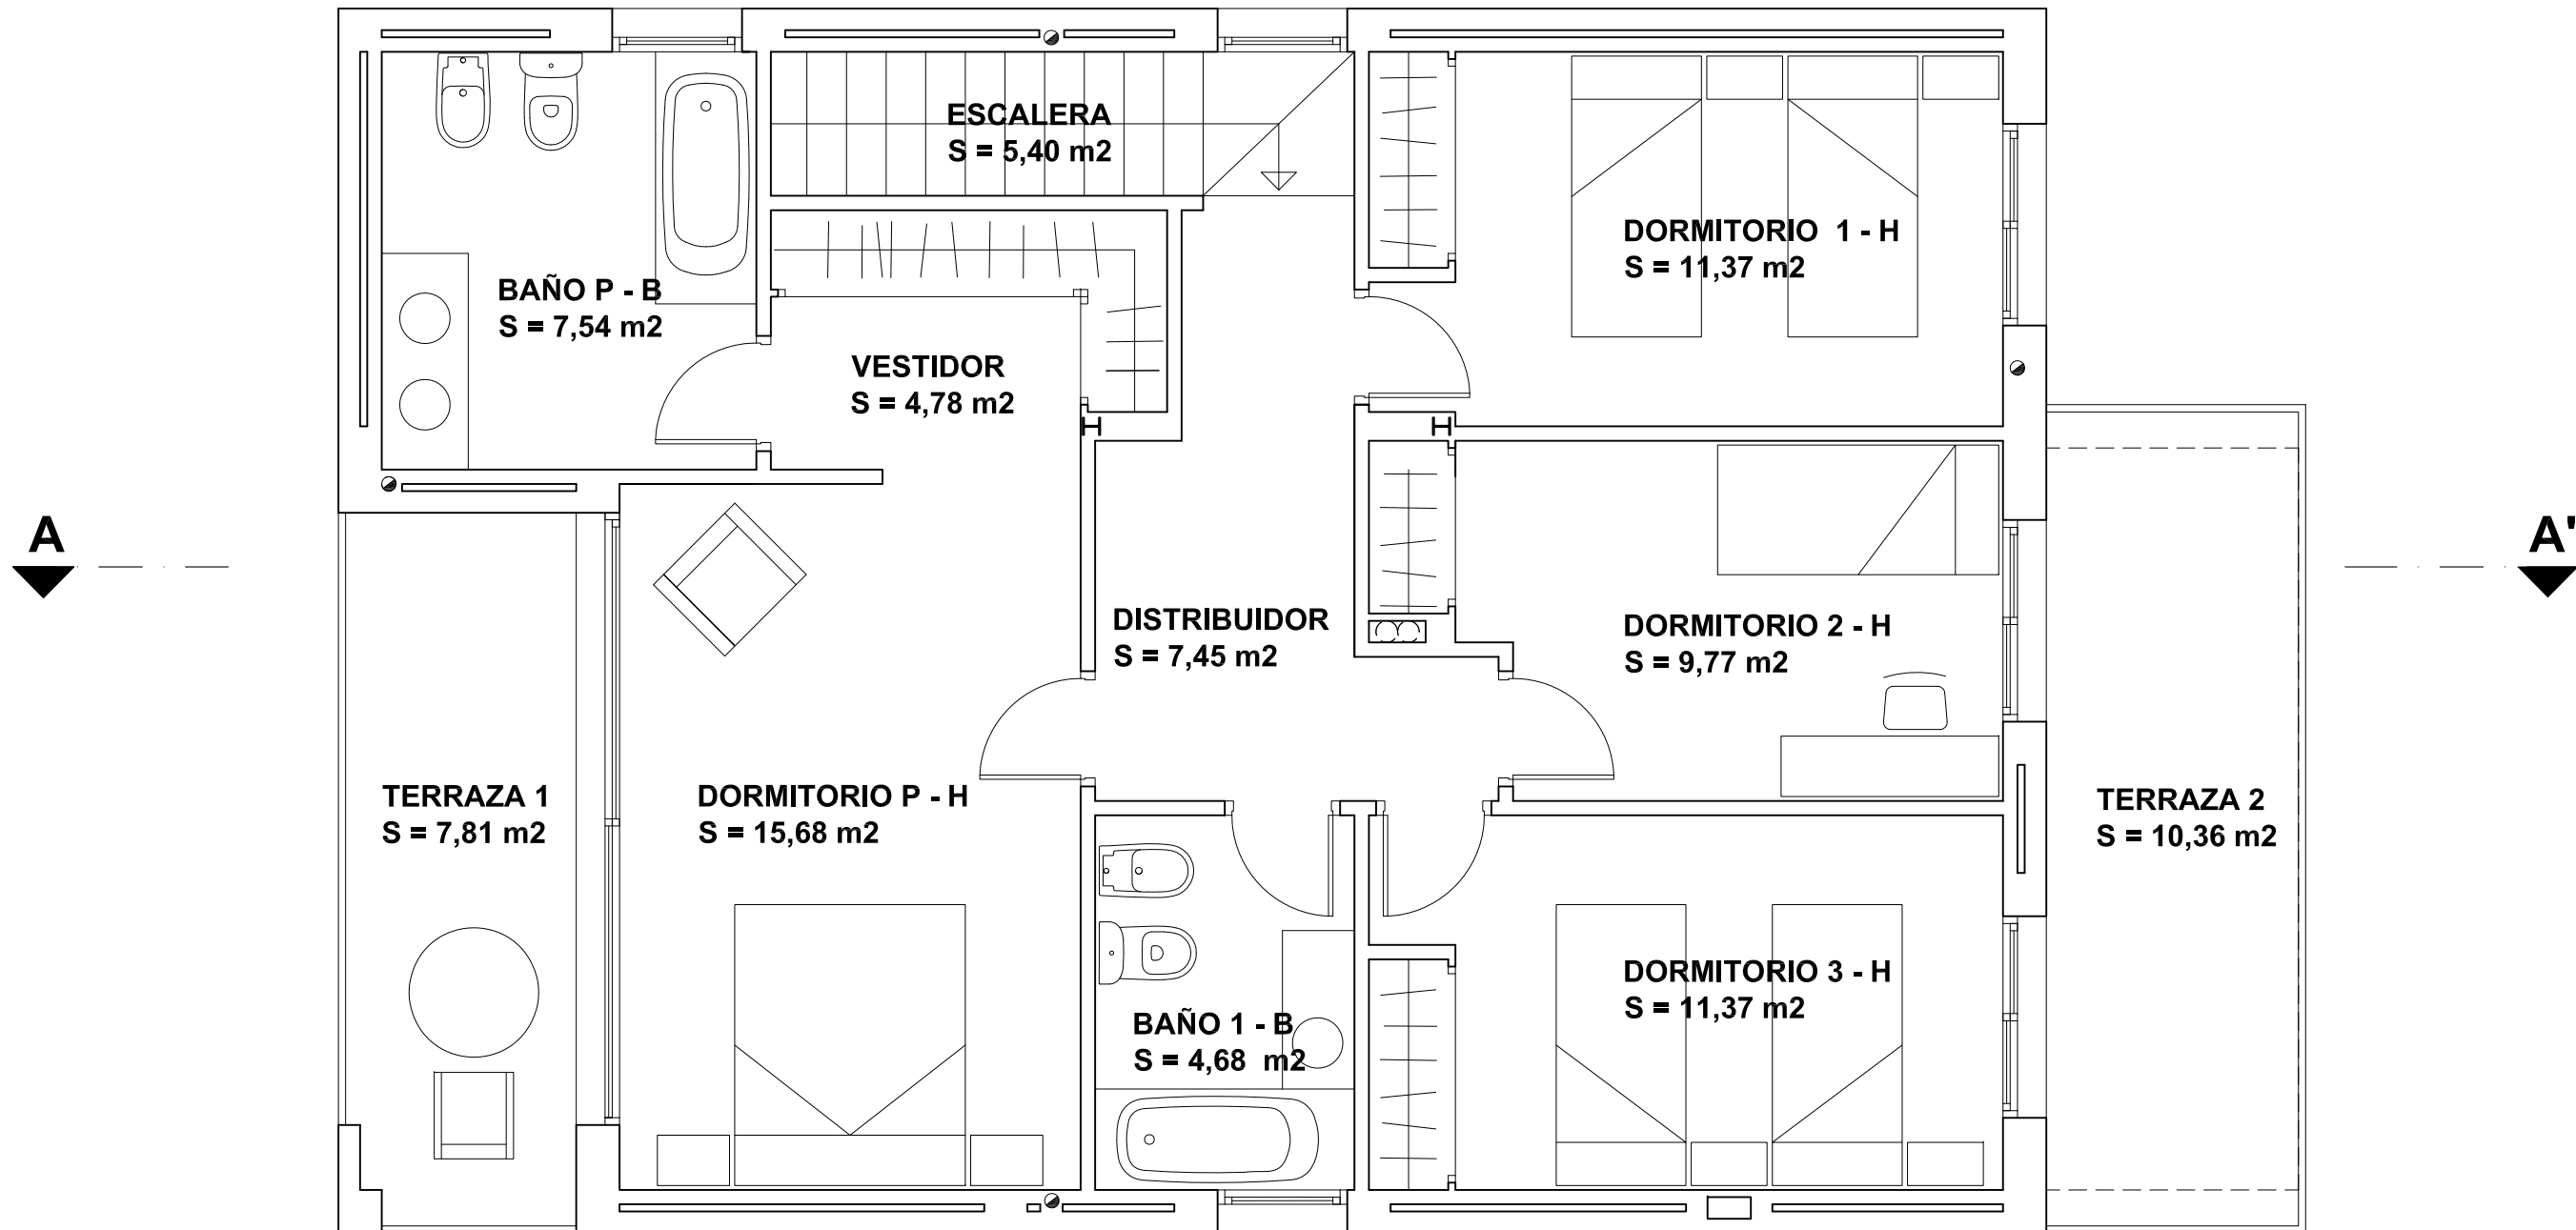 ESCALERA
S = 5,40 m2
DORMITORIO 1 - H
S = 11,37 m2
BAÑO P - B
S = 7,54 m2
VESTIDOR
S = 4,78 m2
A
A'
DISTRIBUIDOR
S = 7,45 m2
DORMITORIO 2 - H
S = 9,77 m2
TERRAZA 1
S = 7,81 m2
DORMITORIO P - H
S = 15,68 m2
TERRAZA 2
S = 10,36 m2
DORMITORIO 3 - H
S = 11,37 m2
BAÑO 1 - B
S = 4,68 m2